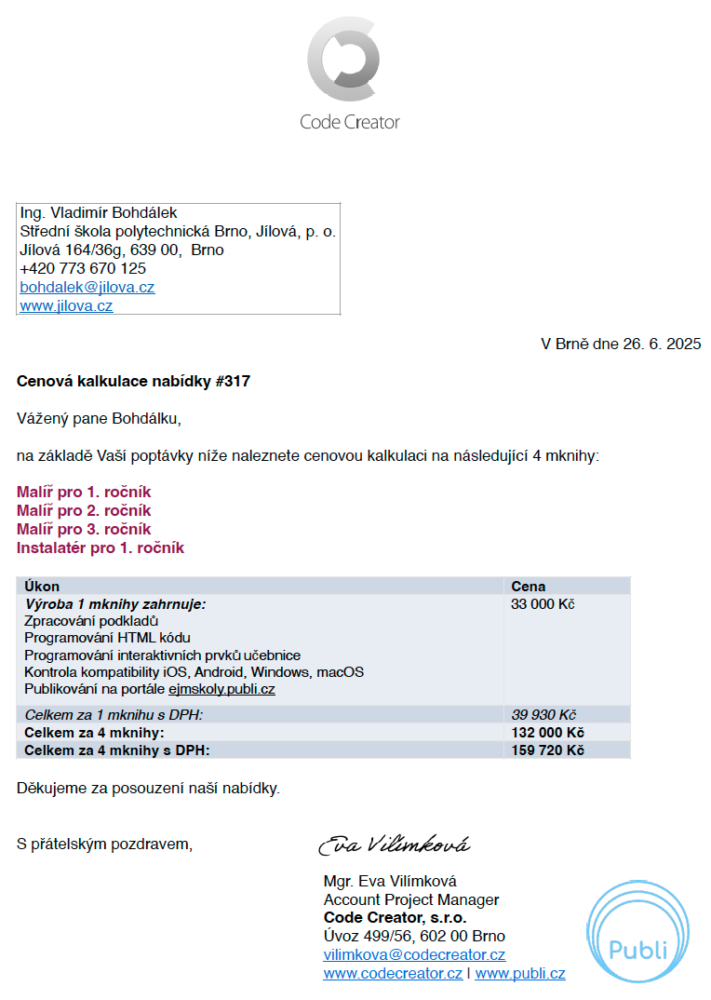 Code Creator
Ing. Vladimír Bohdálek
Střední škola polytechnická Brno, Jílová, p. o.
Jílová 164/36g, 639 00,  Brno
+420 773 670 125
bohdalek@jilova.cz
www.jilova.cz
V Brně dne 26. 6. 2025
Cenová kalkulace nabídky #317
Vážený pane Bohdálku,
na základě Vaší poptávky níže naleznete cenovou kalkulaci na následující 4 mknihy:
Malíř pro 1. ročník
Malíř pro 2. ročník
Malíř pro 3. ročník
Instalatér pro 1. ročník
Úkon Cena
Výroba 1 mknihy zahrnuje: 33 000 Kč
Zpracování podkladů
Programování HTML kódu
Programování interaktivních prvků učebnice
Kontrola kompatibility iOS, Android, Windows, macOS
Publikování na portále ejmskoly.publi.cz
Celkem za 1 mknihu s DPH: 39 930 Kč
Celkem za 4 mknihy: 132 000 Kč
Celkem za 4 mknihy s DPH: 159 720 Kč
Děkujeme za posouzení naší nabídky.
S přátelským pozdravem, Eva Vilímková
Mgr. Eva Vilímková
Account Project Manager
Code Creator, s.r.o.
Úvoz 499/56, 602 00 Brno
vilimkova@codecreator.cz
www.codecreator.cz I www.publi.cz
Publi